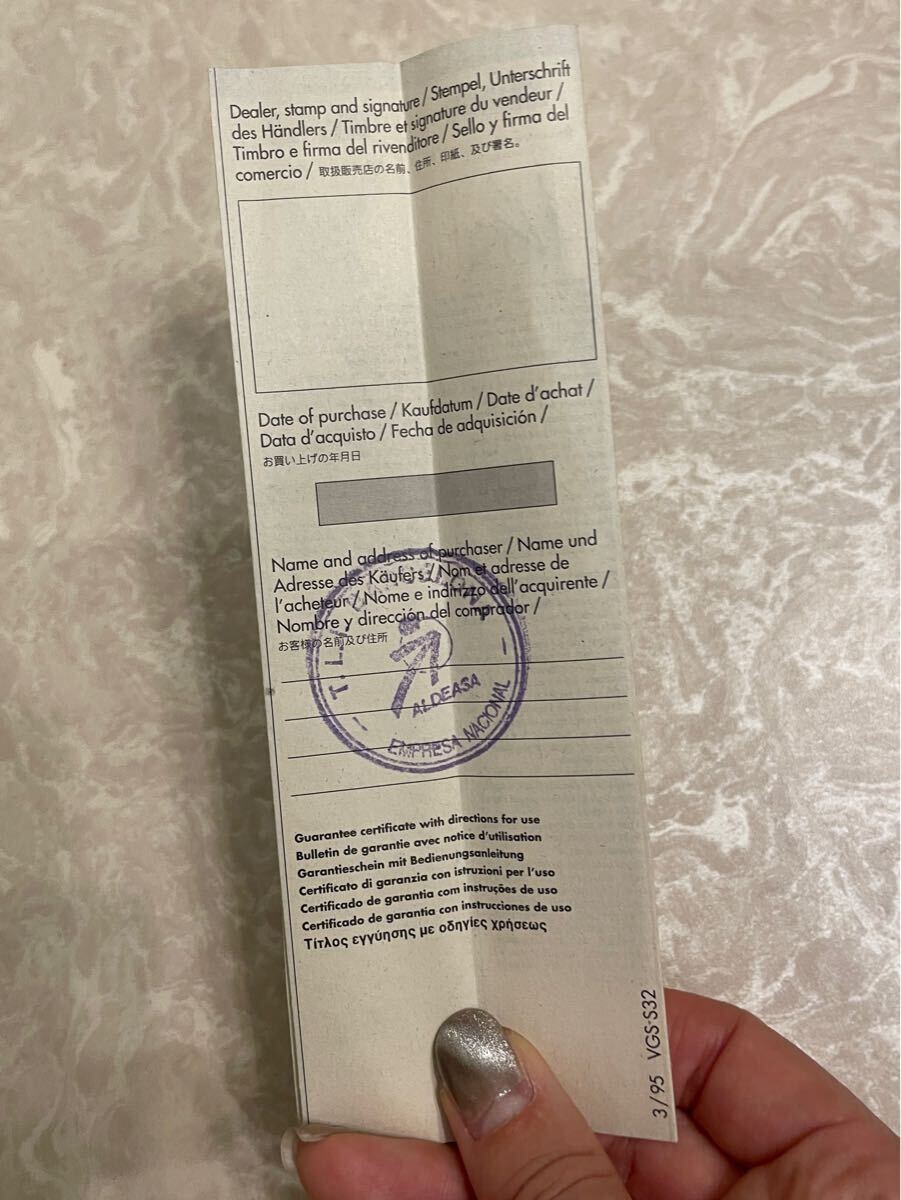 Dealer, stamp and signature / Stempel, Unterschrift
des Händlers / Timbre et signature du vendeur /
Timbro e firma del rivenditore / Sello y firma del
comercio / 取扱販売店の名前、住所、印紙、及び署名。
Date of purchase / Kaufdatum / Date d'achat /
Data d'acquisto / Fecha de adquisición /
お買い上げの年月日
Name and address of purchaser / Name und
Adresse des Käufers / Nom et adresse de
l'acheteur / Nome e indirizzo dell'acquirente /
Nombre y dirección del comprador /
お客様の名前及び住所
ALDEASA
EMPRESA NACIONAL
Guarantee certificate with directions for use
Bulletin de garantie avec notice d'utilisation
Garantieschein mit Bedienungsanleitung
Certificato di garanzia con istruzioni per l'uso
Certificado de garantia com instruções de uso
Certificado de garantia con instrucciones de uso
Τίτλος εγγύησης με οδηγίες χρήσεως
3/95 VGS-S32